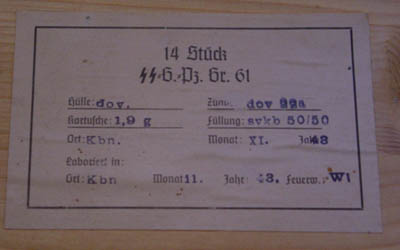 14 Stück
SS-G.-Pz. Gr. 61
Hülle: dov. Zünd. dov 22a
Kartusche: 1,9 g Füllung: svkb 50/50
Ort: Kbn. Monat: XI. Jahr 43
Laboriert in:
Ort: Kbn Monat 11. Jahr: 43. Feuerw.: W1